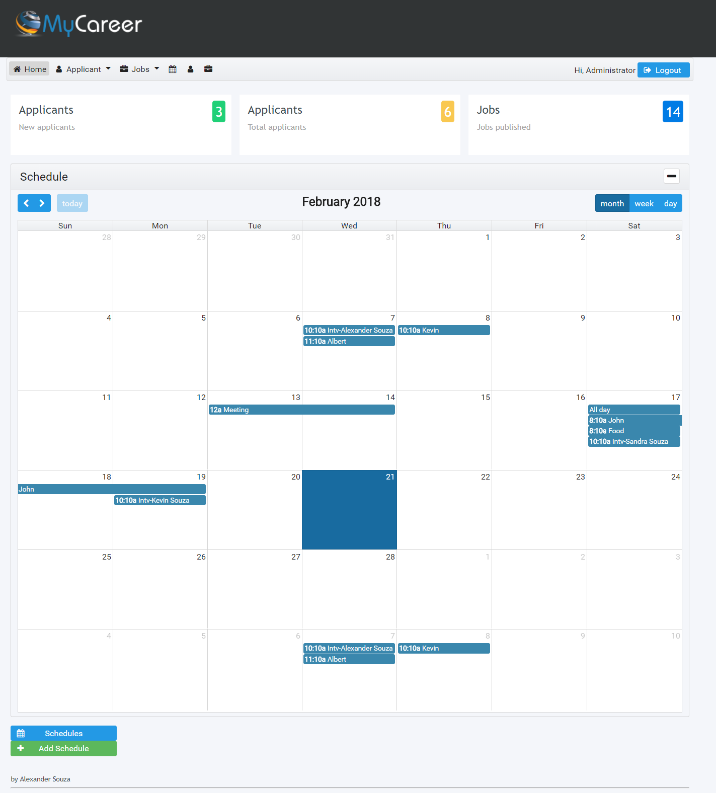 MyCareer
Home Applicant Jobs Hi, Administrator Logout
Applicants 3
New applicants
Applicants 6
Total applicants
Jobs 14
Jobs published
Schedule
today February 2018 month week day
Sun Mon Tue Wed Thu Fri Sat
28 29 30 31 1 2 3
4 5 6 7 8 9 10
10:10a Intv-Alexander Souza 10:10a Kevin
11:10a Albert
11 12 13 14 15 16 17
12a Meeting All day
8:10a John
8:10a Food
10:10a Intv-Sandra Souza
18 19 20 21 22 23 24
John
10:10a Intv-Kevin Souza
25 26 27 28 1 2 3
4 5 6 7 8 9 10
10:10a Intv-Alexander Souza 10:10a Kevin
11:10a Albert
Schedules
Add Schedule
by Alexander Souza